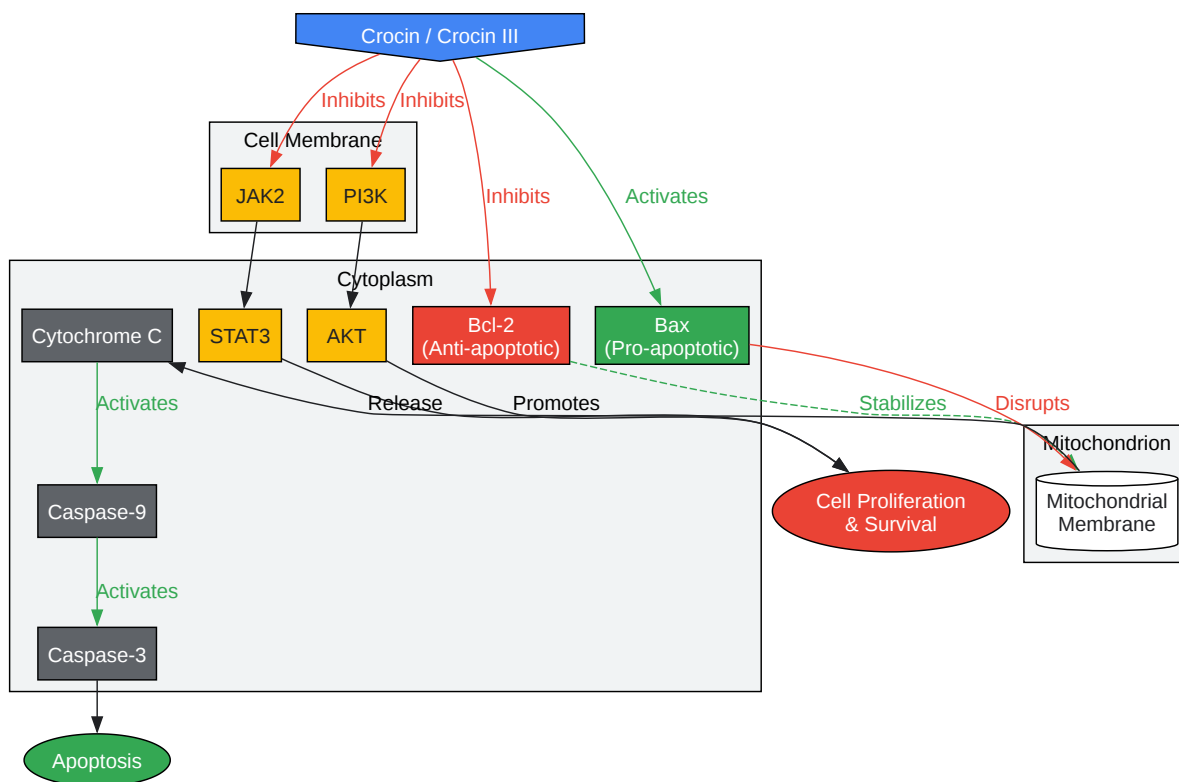 Crocin / Crocin III
Inhibits
Inhibits
Cell Membrane
JAK2
PI3K
Inhibits
Activates
Cytoplasm
Cytochrome C
STAT3
AKT
Bcl-2
(Anti-apoptotic)
Bax
(Pro-apoptotic)
Activates
Release
Promotes
Stabilizes
Disrupts
Mitochondrion
Caspase-9
Cell Proliferation
& Survival
Mitochondrial
Membrane
Activates
Caspase-3
Apoptosis